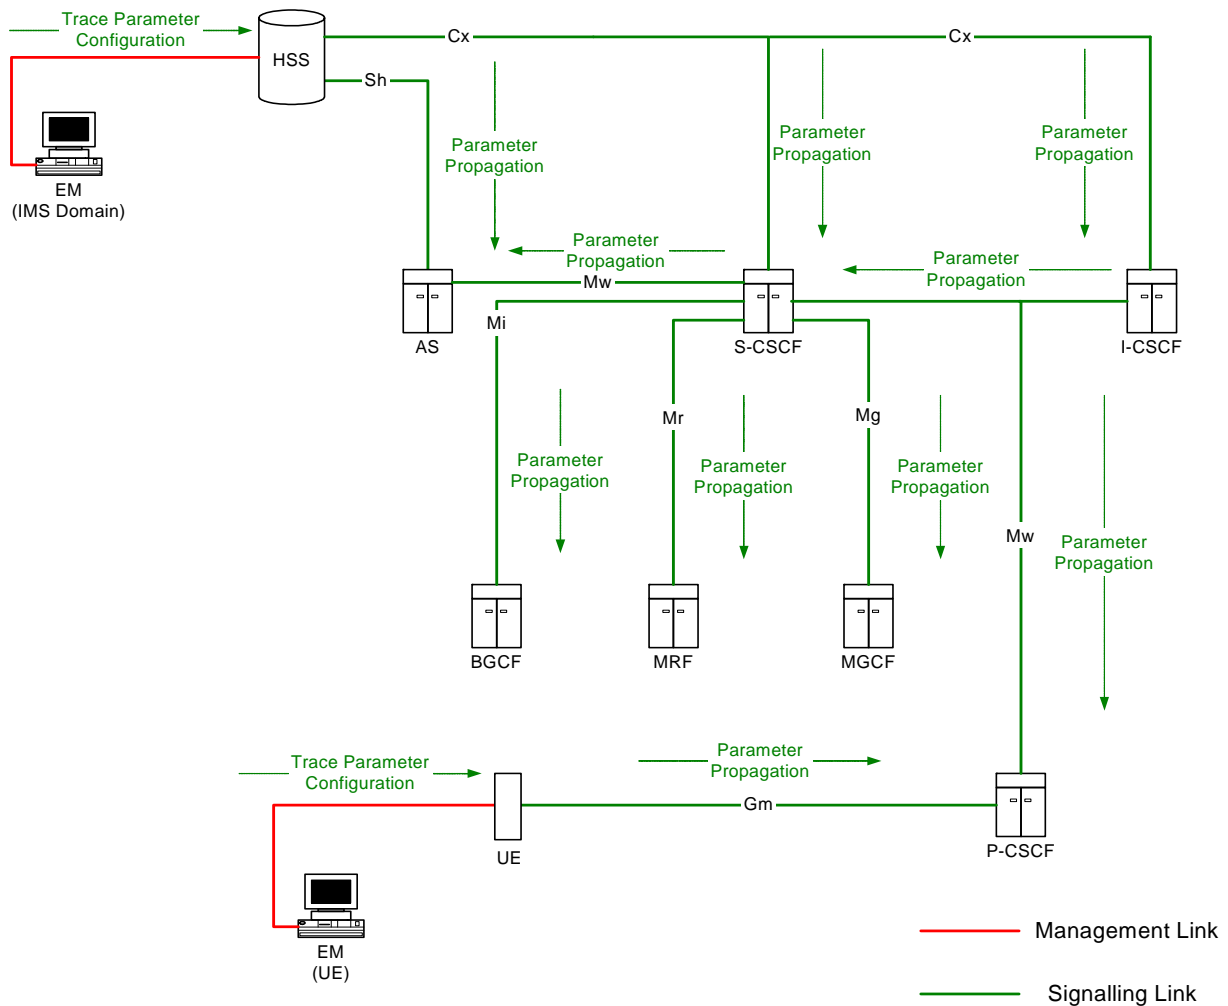 Trace Parameter
Configuration
HSS
Cx
Cx
Sh
Parameter
Propagation
Parameter
Propagation
Parameter
Propagation
EM
(IMS Domain)
Parameter
Propagation
Parameter
Propagation
Mw
Mi
AS
S-CSCF
I-CSCF
Mr
Mg
Parameter
Propagation
Parameter
Propagation
Parameter
Propagation
Mw
Parameter
Propagation
BGCF
MRF
MGCF
Trace Parameter
Configuration
Parameter
Propagation
Gm
UE
P-CSCF
EM
(UE)
Management Link
Signalling Link